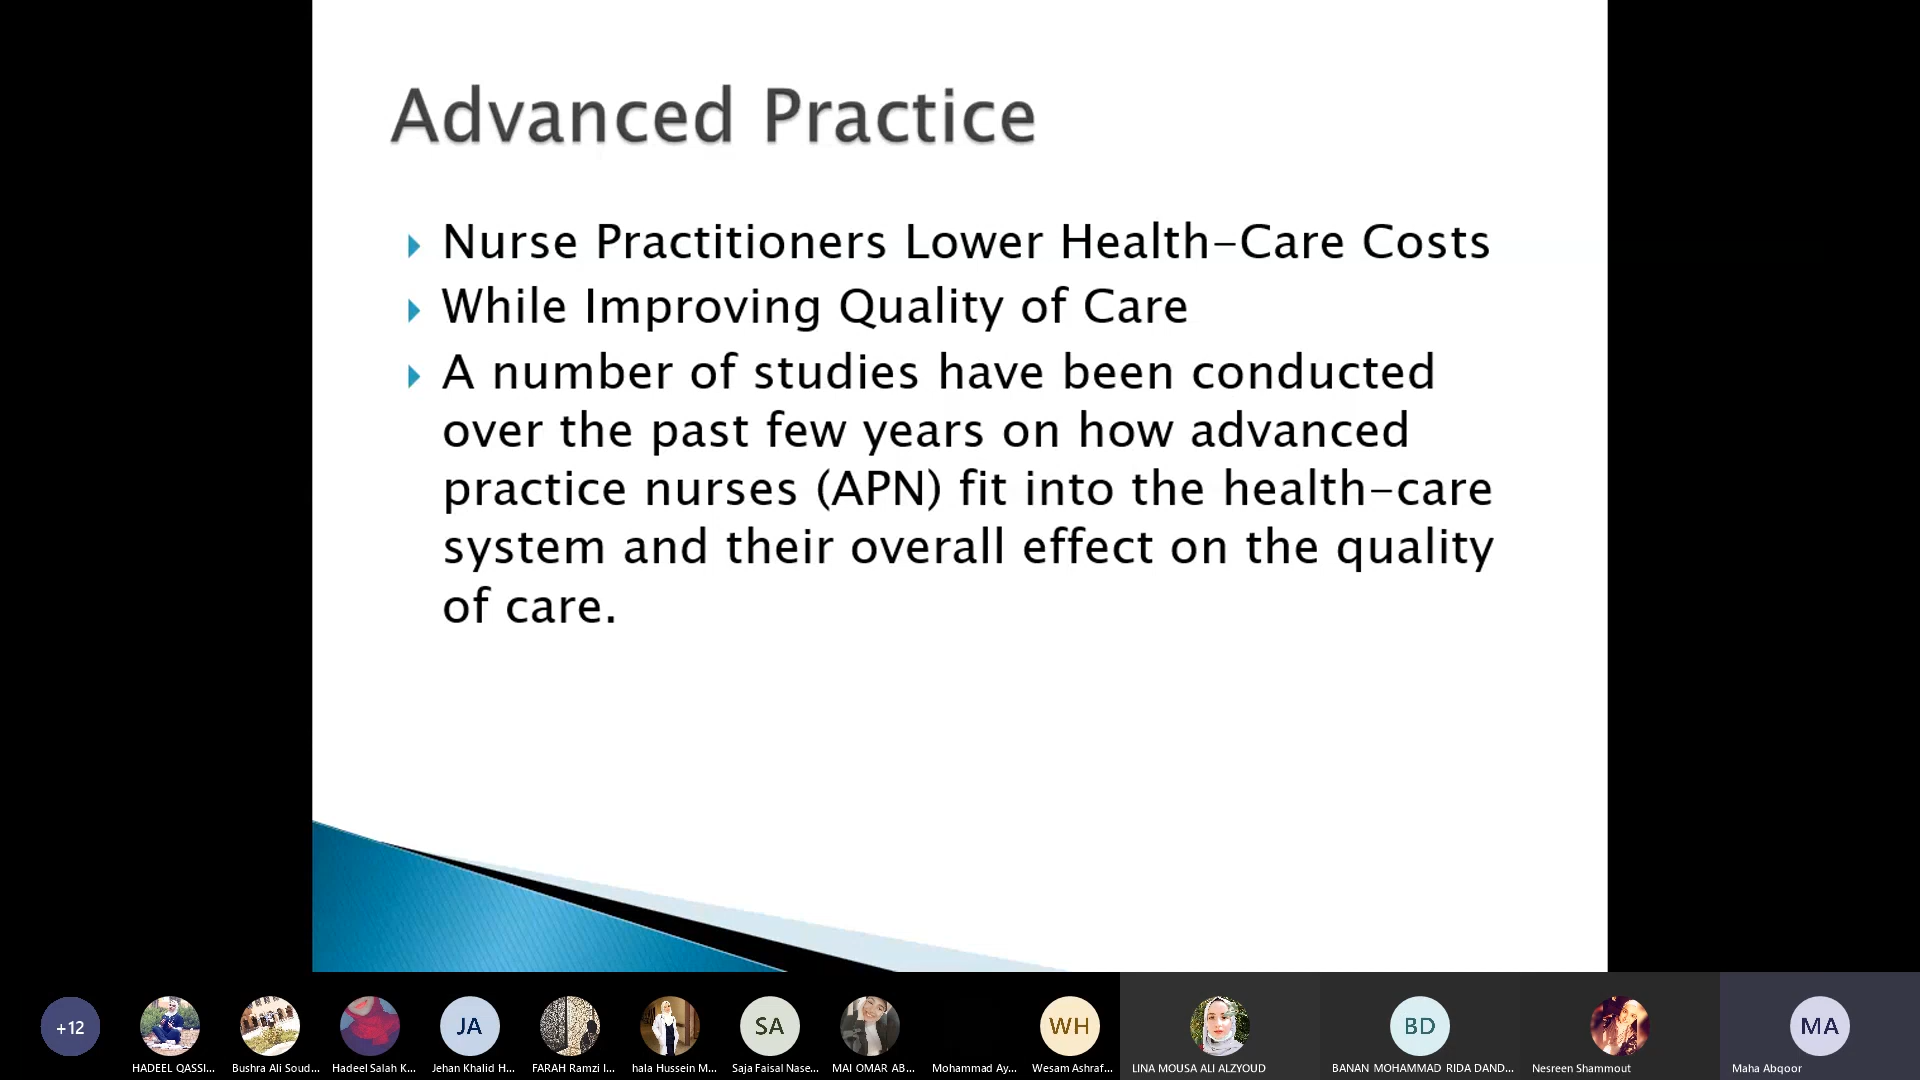 Advanced Practice
Nurse Practitioners Lower Health-Care Costs
While Improving Quality of Care
A number of studies have been conducted
over the past few years on how advanced
practice nurses (APN) fit into the health-care
system and their overall effect on the quality
of care.
+12
JA
SA
WH
BD
MA
HADEEL QASSI...
Bushra Ali Soud...
Hadeel Salah K...
Jehan Khalid H...
FARAH Ramzi I...
hala Hussein M...
Saja Faisal Nase...
MAI OMAR AB...
Mohammad Ay...
Wesam Ashraf...
LINA MOUSA ALI ALZYOUD
BANAN MOHAMMAD RIDA DAND...
Nesreen Shammout
Maha Abqoor